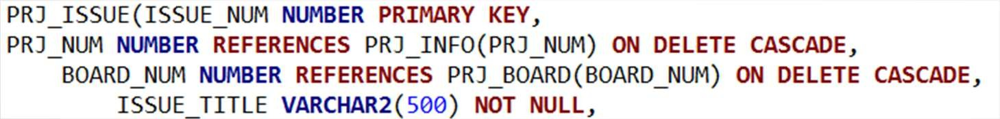 PRJ_ISSUE(ISSUE_NUM NUMBER PRIMARY KEY,
PRJ_NUM NUMBER REFERENCES PRJ_INFO(PRJ_NUM) ON DELETE CASCADE,
BOARD_NUM NUMBER REFERENCES PRJ_BOARD(BOARD_NUM) ON DELETE CASCADE,
ISSUE_TITLE VARCHAR2(500) NOT NULL,